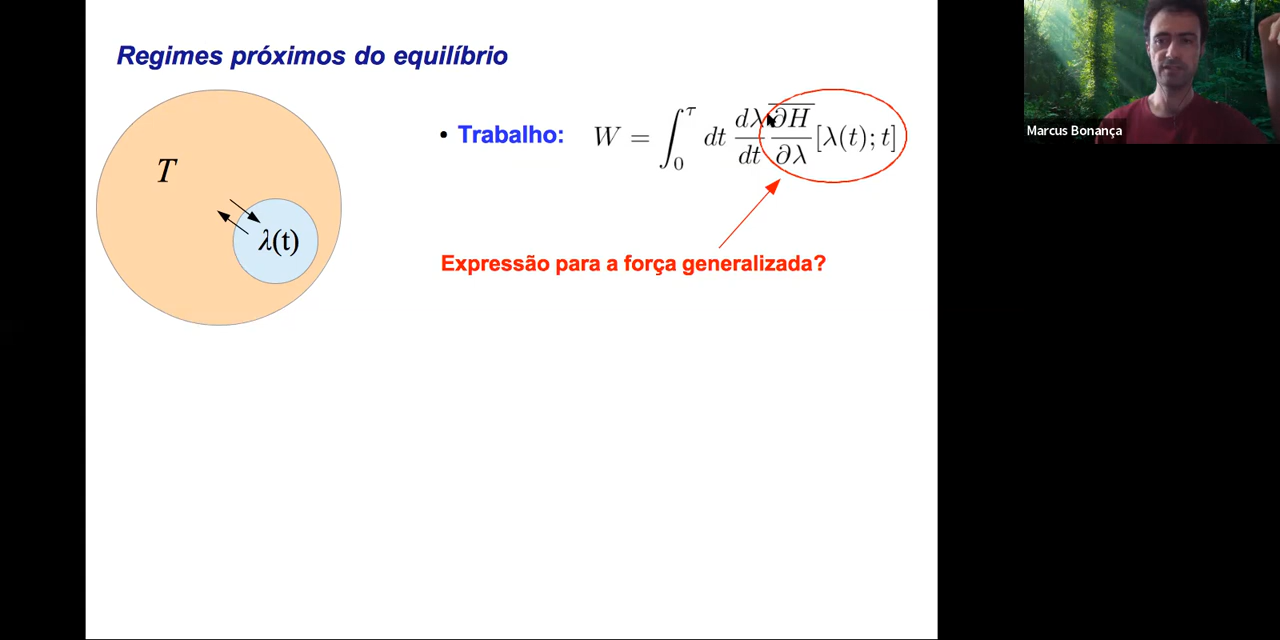 Regimes próximos do equilíbrio
T
λ(t)
• Trabalho: W = ∫₀^τ dt dλ/dt \overline{∂H}/∂λ [λ(t); t]
Expressão para a força generalizada?
Marcus Bonança